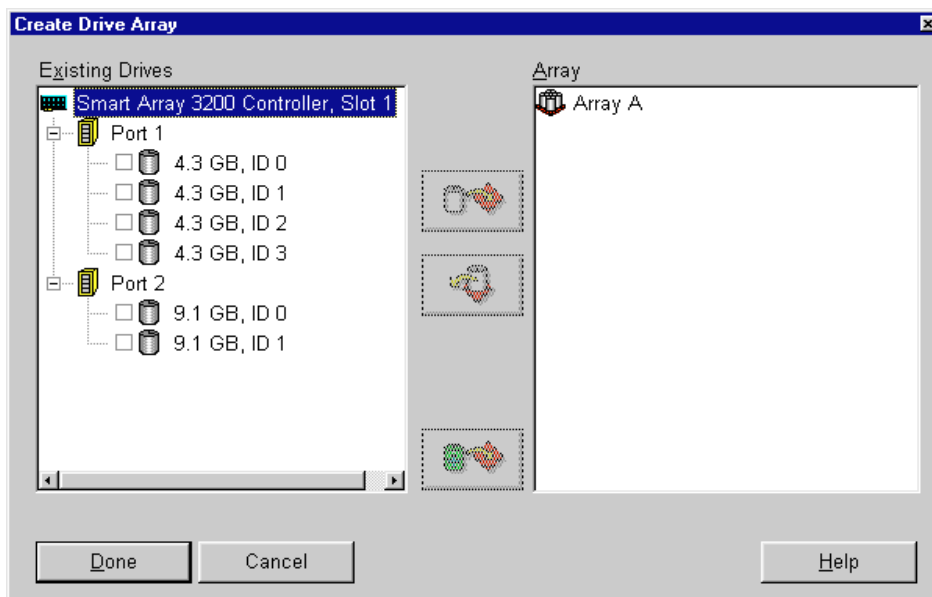 Create Drive Array
Existing Drives
Array
Smart Array 3200 Controller, Slot 1
Array A
Port 1
4.3 GB, ID 0
4.3 GB, ID 1
4.3 GB, ID 2
4.3 GB, ID 3
Port 2
9.1 GB, ID 0
9.1 GB, ID 1
Done
Cancel
Help